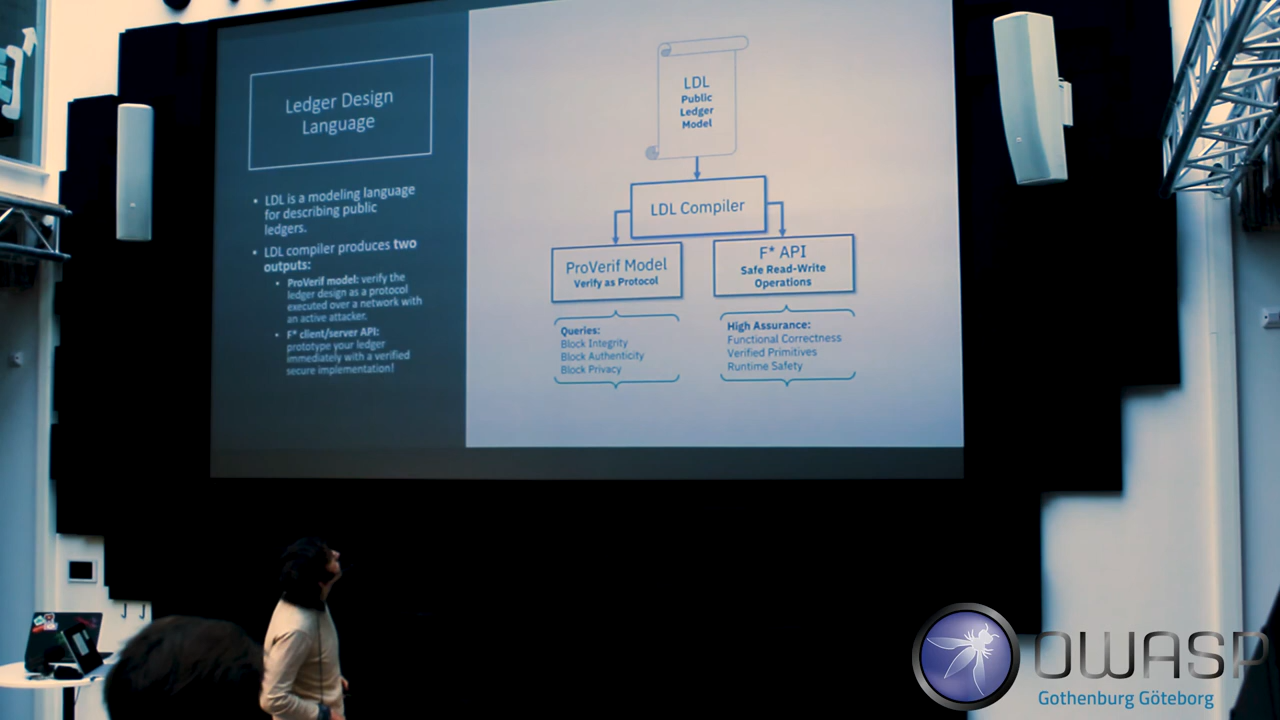 Ledger Design
Language
• LDL is a modeling language
for describing public
ledgers.
• LDL compiler produces two
outputs:
• ProVerif model: verify the
ledger design as a protocol
executed over a network with
an active attacker.
• F* client/server API:
prototype your ledger
immediately with a verified
secure implementation!
LDL
Public
Ledger
Model
LDL Compiler
ProVerif Model
Verify as Protocol
F* API
Safe Read-Write
Operations
Queries:
Block Integrity
Block Authenticity
Block Privacy
High Assurance:
Functional Correctness
Verified Primitives
Runtime Safety
OWASP
Gothenburg Göteborg